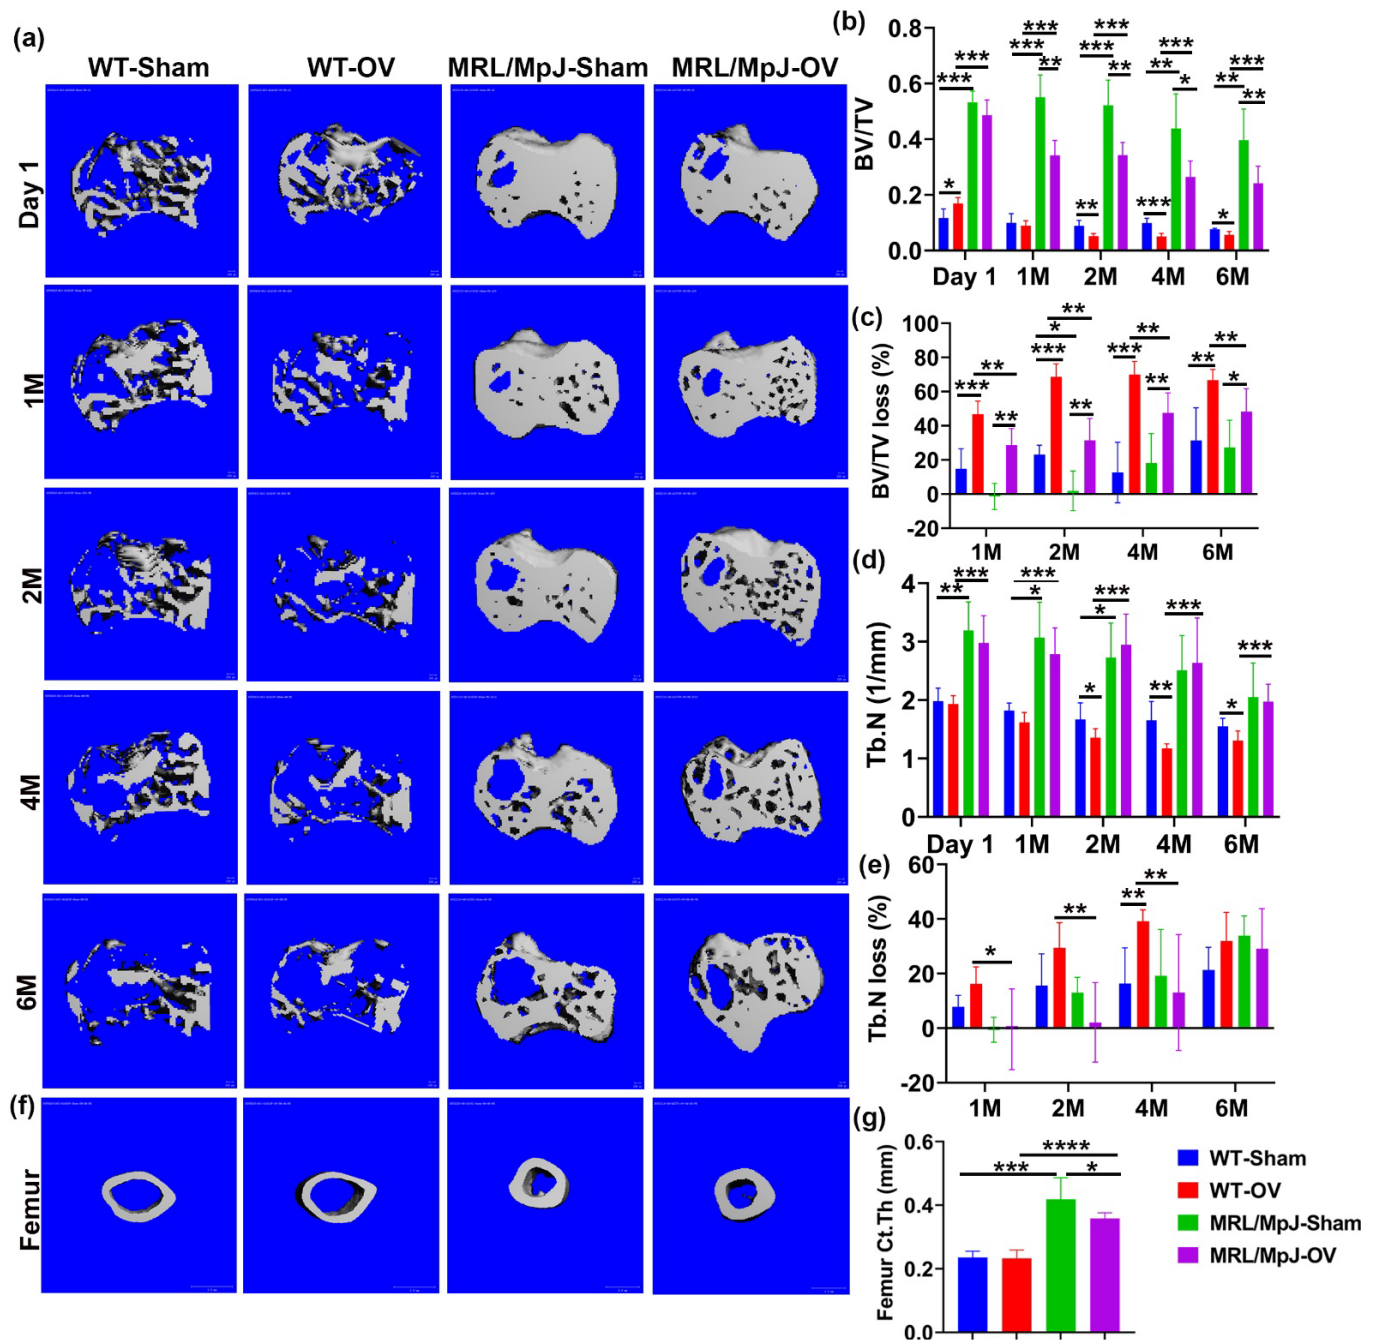 (a)
WT-Sham WT-OV MRL/MpJ-Sham MRL/MpJ-OV
Day 1
1M
2M
4M
6M
(f)
Femur
(b)
BV/TV
0.8
0.6
0.4
0.2
0.0
*** *** *** *** *** *** ** ***
*** *** ** *** ** ** * ** **
* ** *** *
Day 1 1M 2M 4M 6M
(c)
BV/TV loss (%)
100
80
60
40
20
0
-20
*** ** ** *** * ** ** *** ** ** ** ** *
1M 2M 4M 6M
(d)
Tb.N (1/mm)
4
3
2
1
0
** *** *** * *** * * *** ** *** *
Day 1 1M 2M 4M 6M
(e)
Tb.N loss (%)
60
40
20
0
-20
* ** ** **
1M 2M 4M 6M
(g)
Femur Ct.Th (mm)
0.6
0.4
0.2
0.0
****
*** *
WT-Sham
WT-OV
MRL/MpJ-Sham
MRL/MpJ-OV